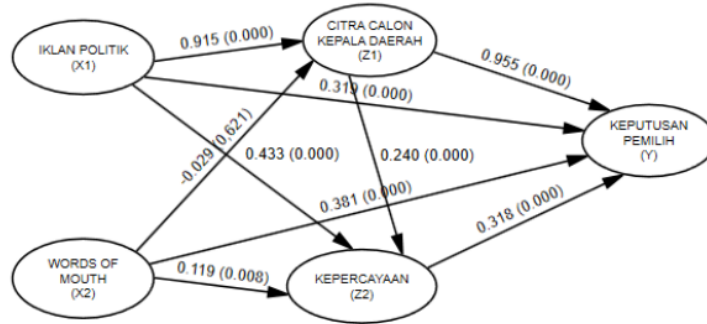 CITRA CALON
KEPALA DAERAH
(Z1)
IKLAN POLITIK
(X1)
0.915 (0.000)
0.955 (0.000)
0.319 (0.000)
KEPUTUSAN
PEMILIH
(Y)
-0.029 (0,621)
0.433 (0.000)
0.240 (0.000)
0.381 (0.000)
0.318 (0.000)
WORDS OF
MOUTH
(X2)
0.119 (0.008)
KEPERCAYAAN
(Z2)